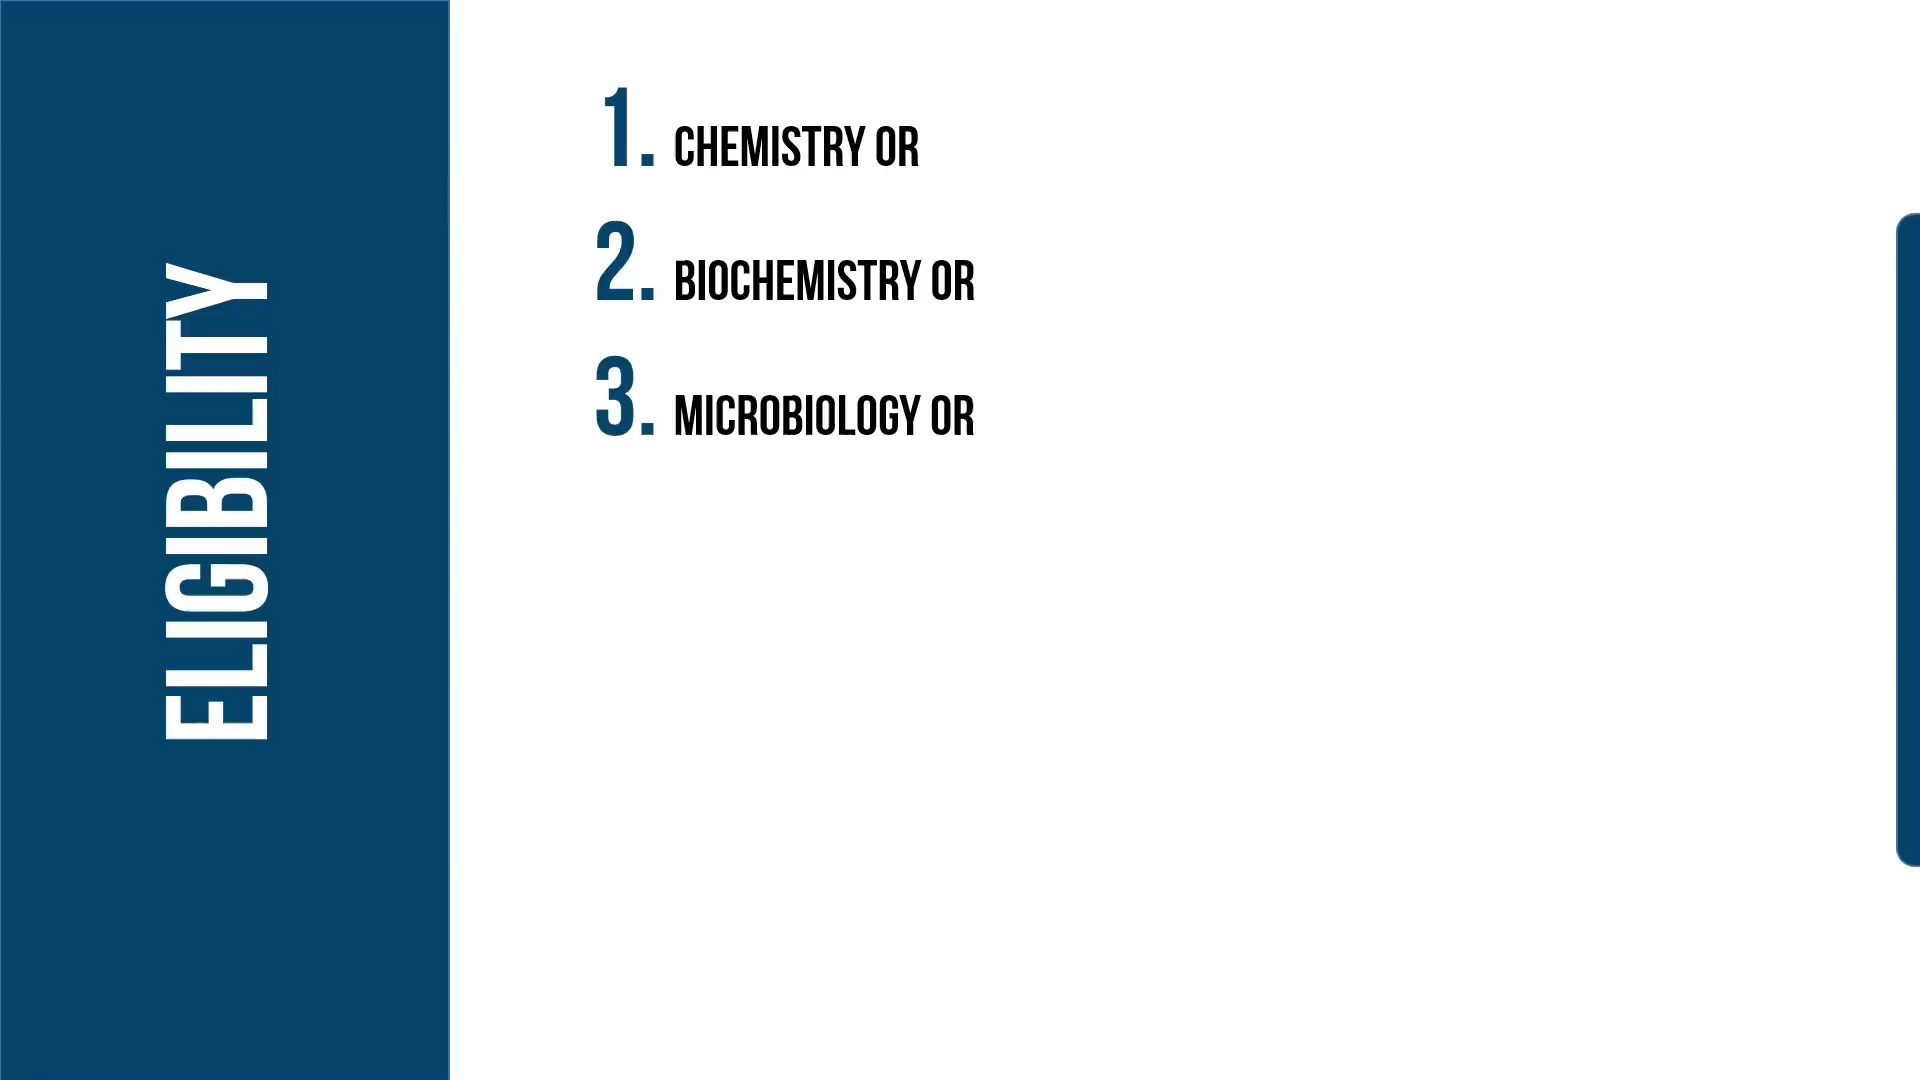 ELIGIBILITY
1. CHEMISTRY OR
2. BIOCHEMISTRY OR
3. MICROBIOLOGY OR